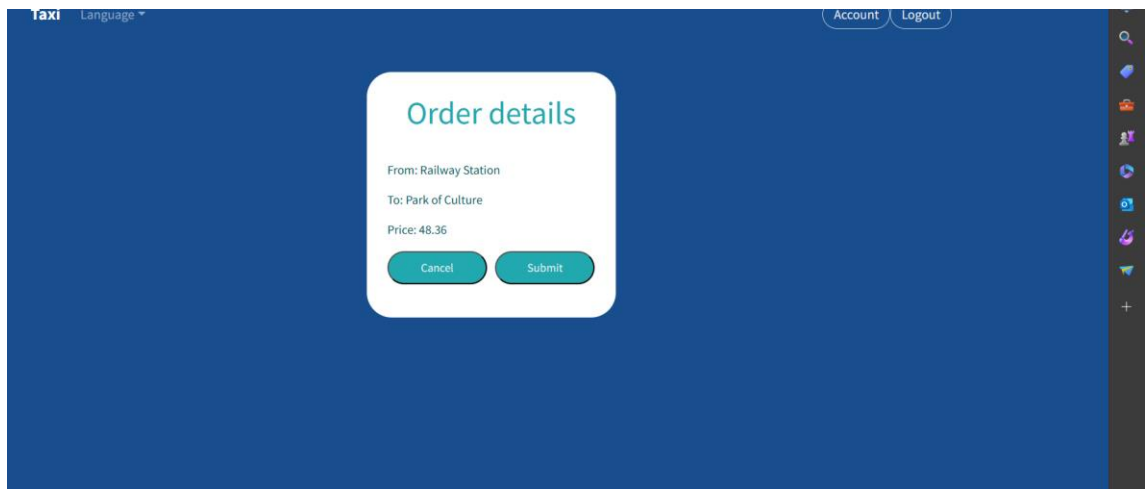 Taxi Language
Account Logout
Order details
From: Railway Station
To: Park of Culture
Price: 48.36
Cancel Submit